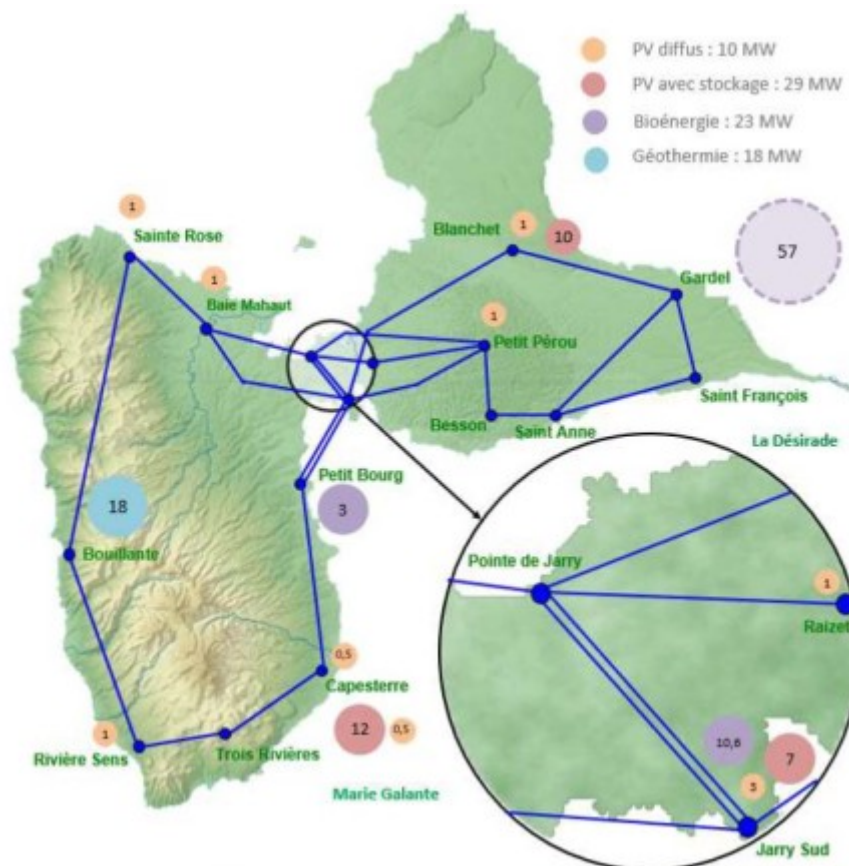 PV diffus : 10 MW
PV avec stockage : 29 MW
Bioénergie : 23 MW
Géothermie : 18 MW
1
Sainte Rose
1
Baie Mahaut
Blanchet
1
10
57
Gardel
1
Petit Pérou
Saint François
Besson
Saint Anne
La Désirade
Petit Bourg
3
18
Bouillante
Pointe de Jarry
1
Raizet
0,5
Capesterre
1
Rivière Sens
Trois Rivières
12
0,5
Marie Galante
10,6
7
3
Jarry Sud